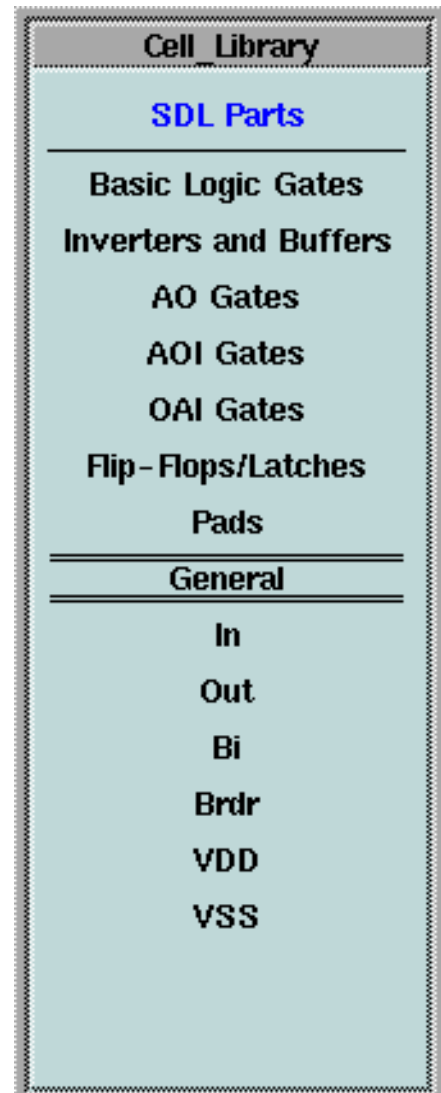 Cell_Library
SDL Parts
Basic Logic Gates
Inverters and Buffers
AO Gates
AOI Gates
OAI Gates
Flip-Flops/Latches
Pads
General
In
Out
Bi
Brdr
VDD
VSS